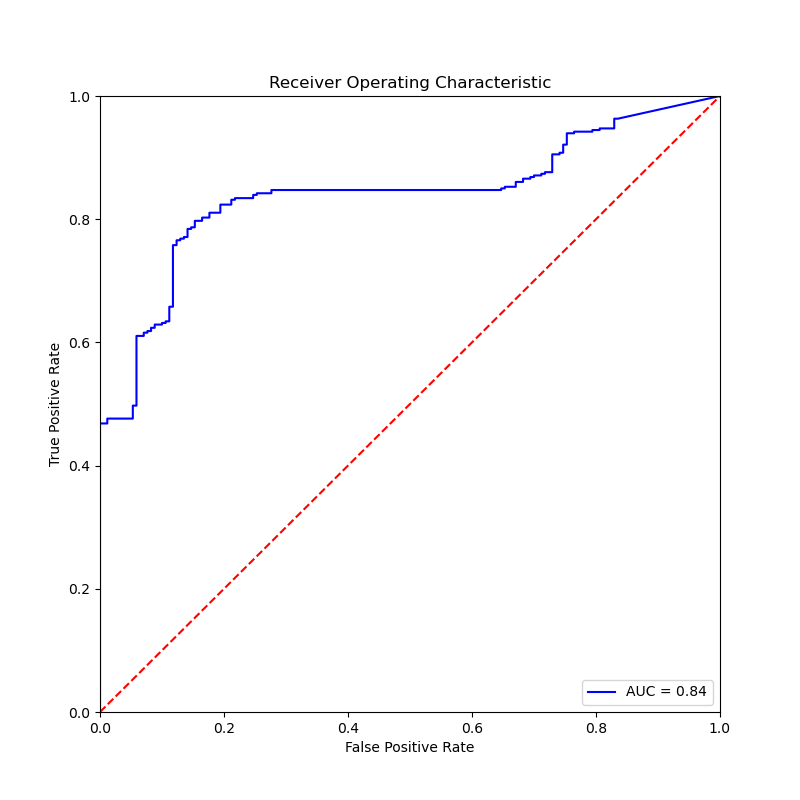 Receiver Operating Characteristic
1.0
0.8
0.6
0.4
0.2
0.0
True Positive Rate
AUC = 0.84
0.0 0.2 0.4 0.6 0.8 1.0
False Positive Rate